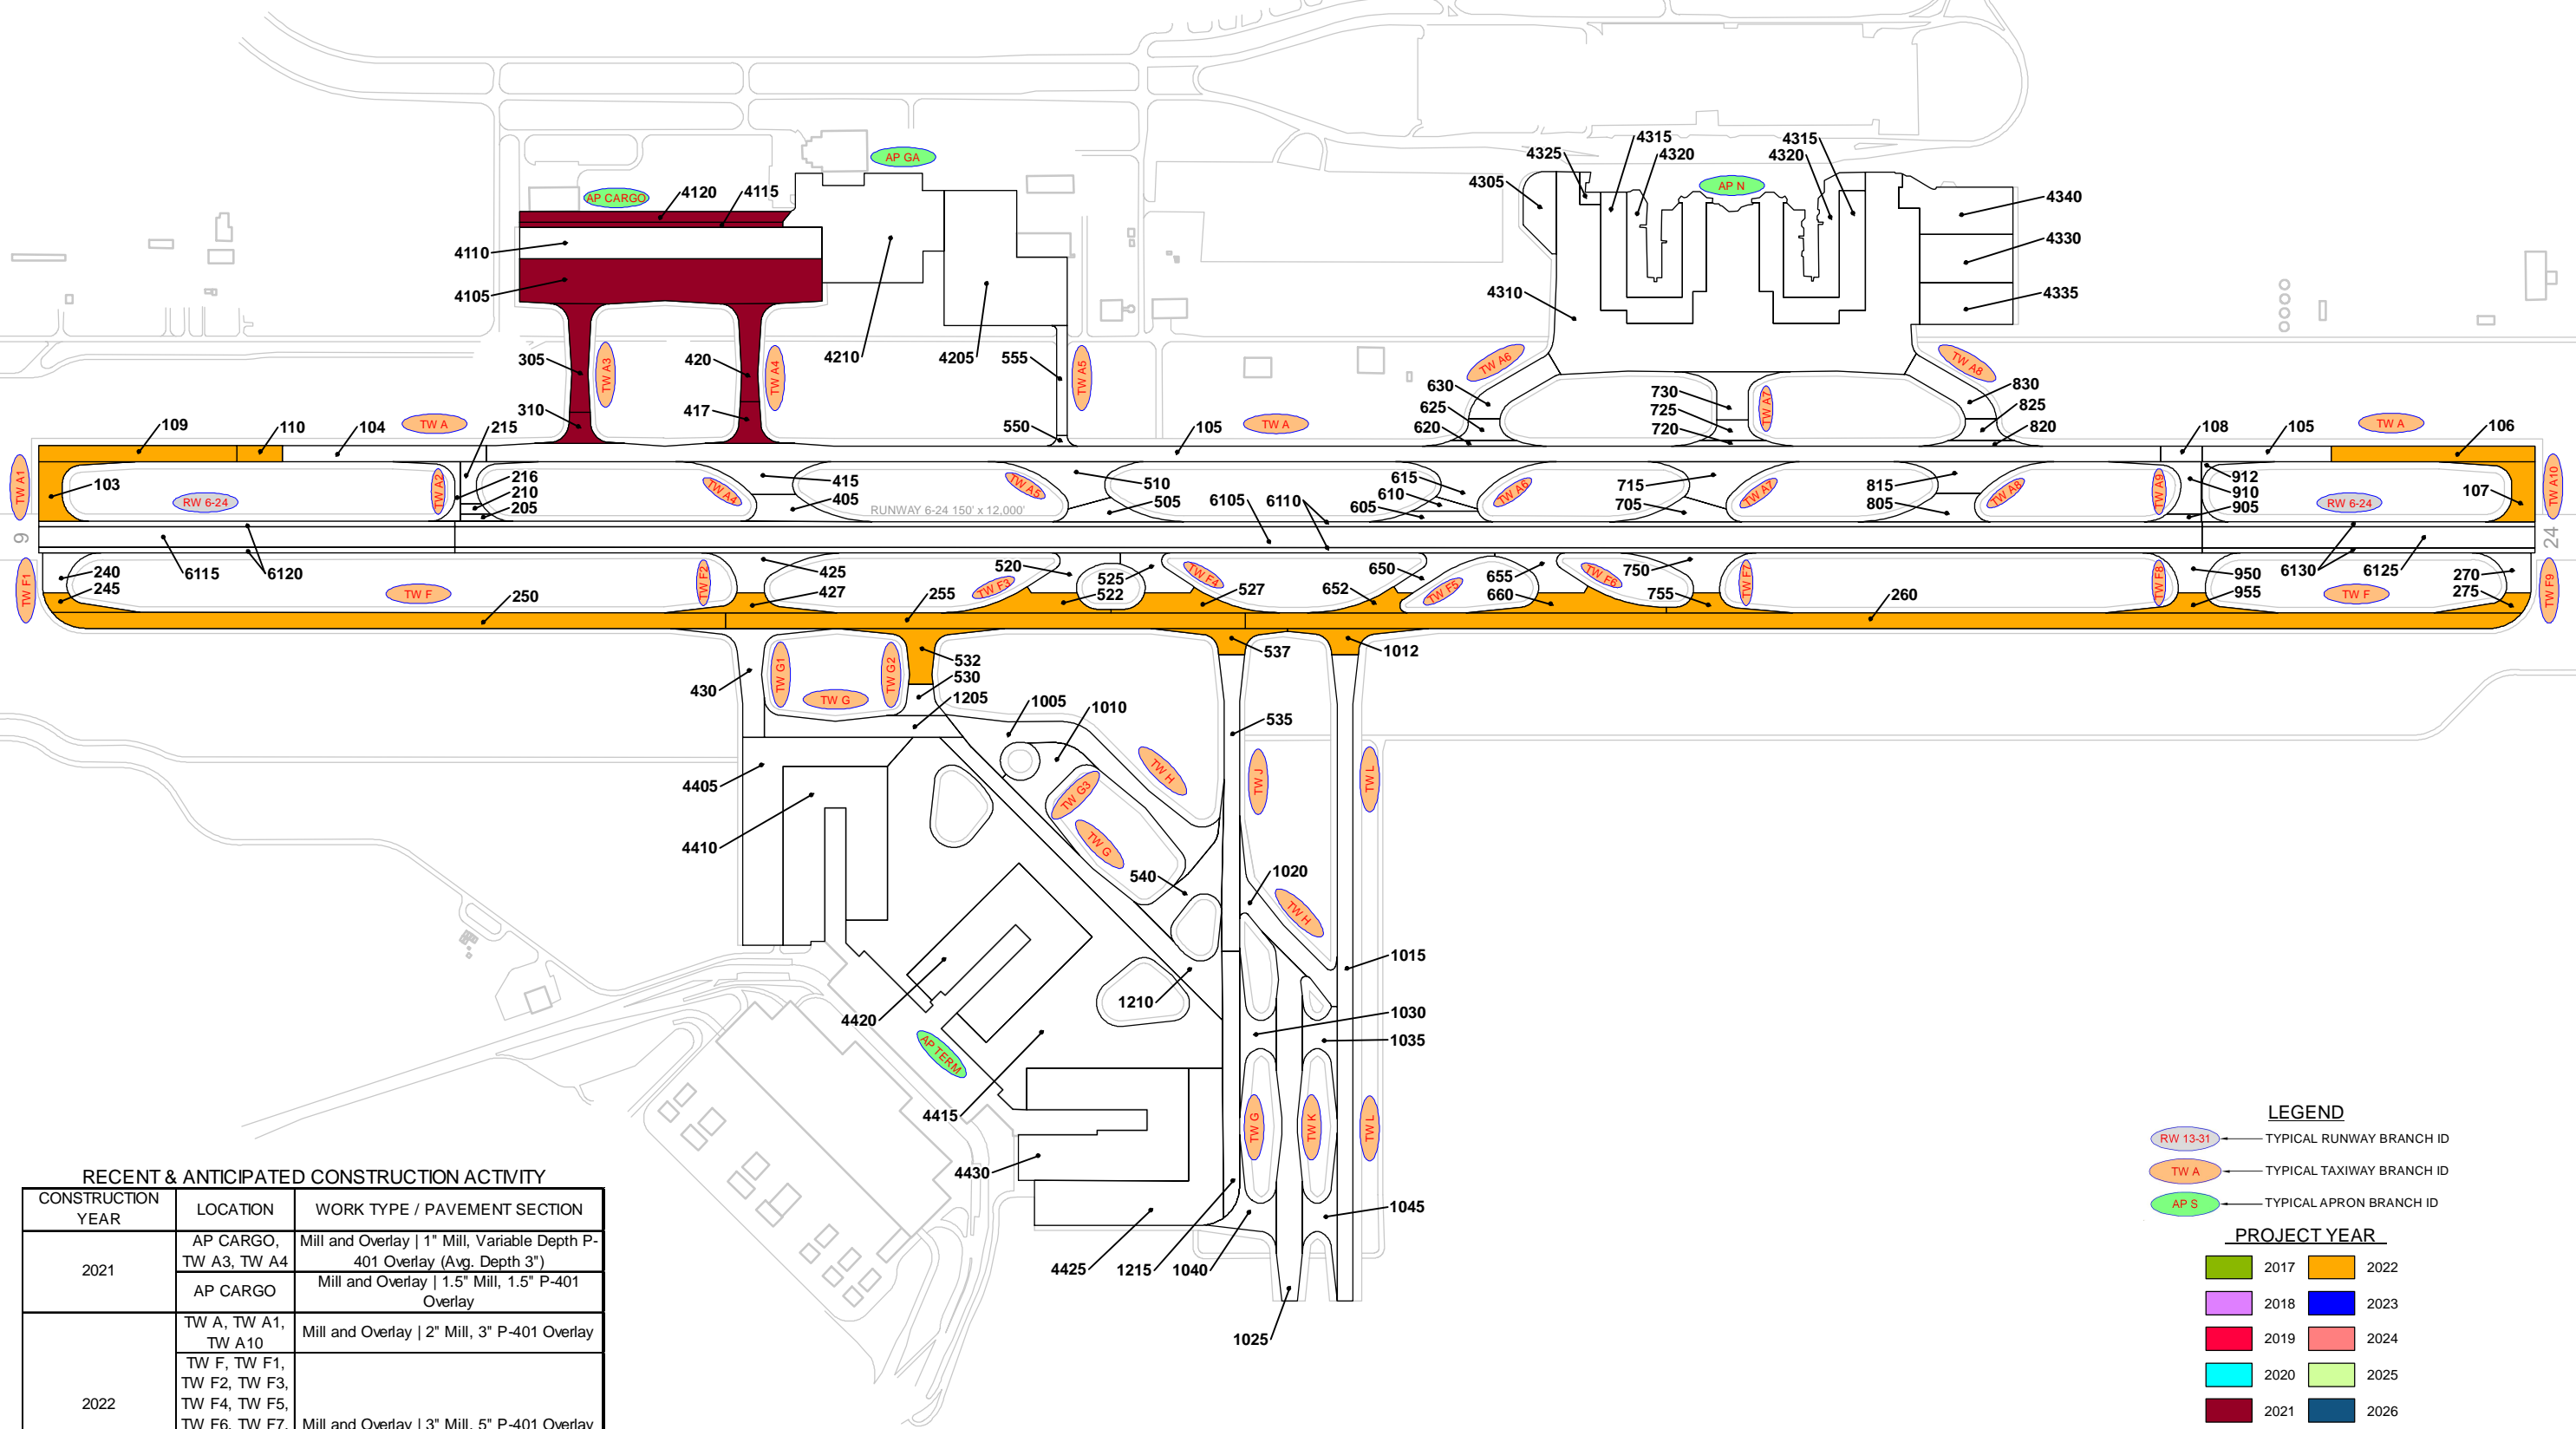 4315
4315
4325
4320
4320
AP GA
4305
AP N
AP CARGO
4120
4115
4340
4110
4330
4105
4310
4335
305
TW A3
420
TW A4
4210
4205
555
TW A5
TW A6
TW A8
630
730
TW A7
830
310
417
625
725
825
109
110
104
TW A
215
550
105
TW A
620
720
820
108
105
TW A
106
TW A1
103
RW 6-24
TW A2
216
210
205
TW A4
415
405
RUNWAY 6-24 150' x 12,000'
TW A5
510
505
6105
6110
615
610
605
TW A6
715
705
TW A7
815
805
TW A8
TW A9
912
910
905
RW 6-24
107
TW A10
9
24
TW F1
240
245
6115
6120
TW F
250
TW F2
425
427
255
520
TW F3
525
522
TW F4
527
650
652
TW F5
655
660
TW F6
750
755
TW F7
260
TW F8
950
955
6130
6125
TW F
270
275
TW F9
430
TW G1
TW G
TW G2
532
530
1205
537
1012
1005
1010
535
4405
TW H
TW G3
TW J
TW L
4410
TW G
540
1020
TW H
1015
1210
4420
1030
AP TERM
1035
4415
TW G
TW K
TW L
4430
1045
4425
1215
1040
1025
LEGEND
RW 13-31
TYPICAL RUNWAY BRANCH ID
TW A
TYPICAL TAXIWAY BRANCH ID
AP S
TYPICAL APRON BRANCH ID
PROJECT YEAR
2017
2022
2018
2023
2019
2024
2020
2025
2021
2026
RECENT & ANTICIPATED CONSTRUCTION ACTIVITY
CONSTRUCTION
YEAR
LOCATION
WORK TYPE / PAVEMENT SECTION
2021
AP CARGO,
TW A3, TW A4
Mill and Overlay | 1" Mill, Variable Depth P-
401 Overlay (Avg. Depth 3")
AP CARGO
Mill and Overlay | 1.5" Mill, 1.5" P-401
Overlay
2022
TW A, TW A1,
TW A10
Mill and Overlay | 2" Mill, 3" P-401 Overlay
TW F, TW F1,
TW F2, TW F3,
TW F4, TW F5,
TW F6, TW F7,
Mill and Overlay | 3" Mill, 5" P-401 Overlay